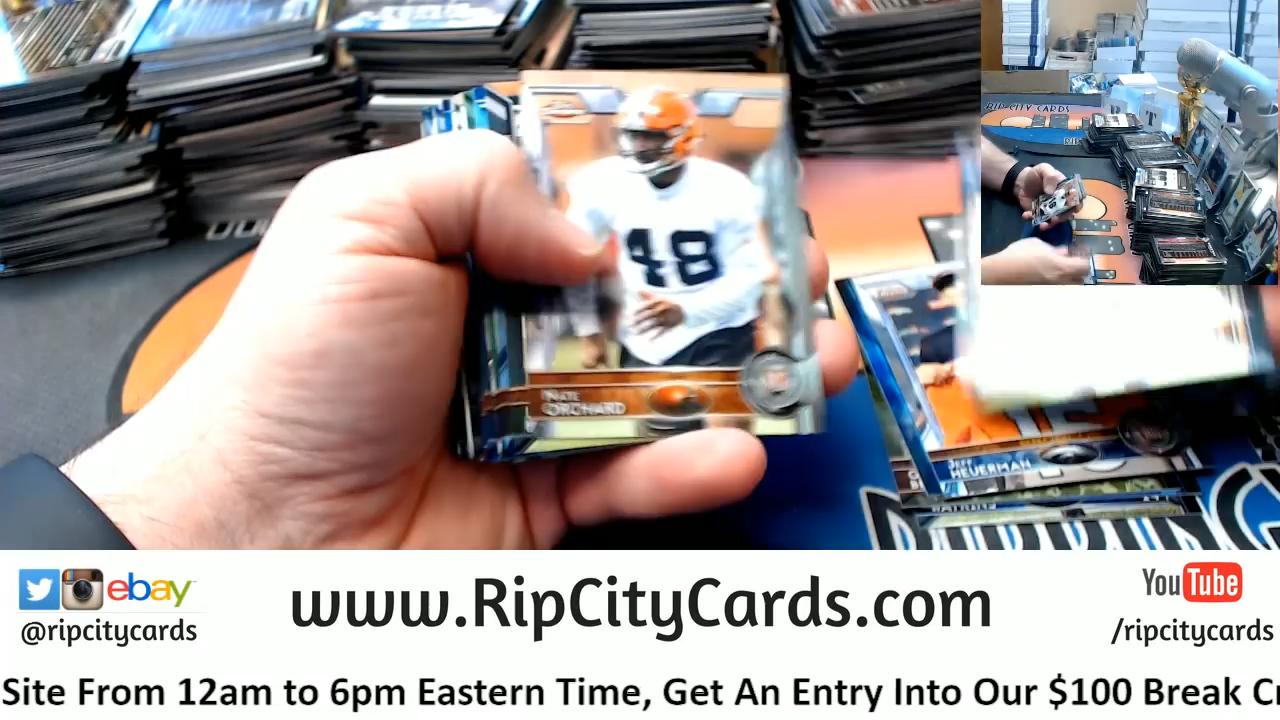 RIP CITY CARDS
48
NATE
ORCHARD
JEFF
HEUERMAN
ebay
@ripcitycards
www.RipCityCards.com
YouTube
/ripcitycards
Site From 12am to 6pm Eastern Time, Get An Entry Into Our $100 Break